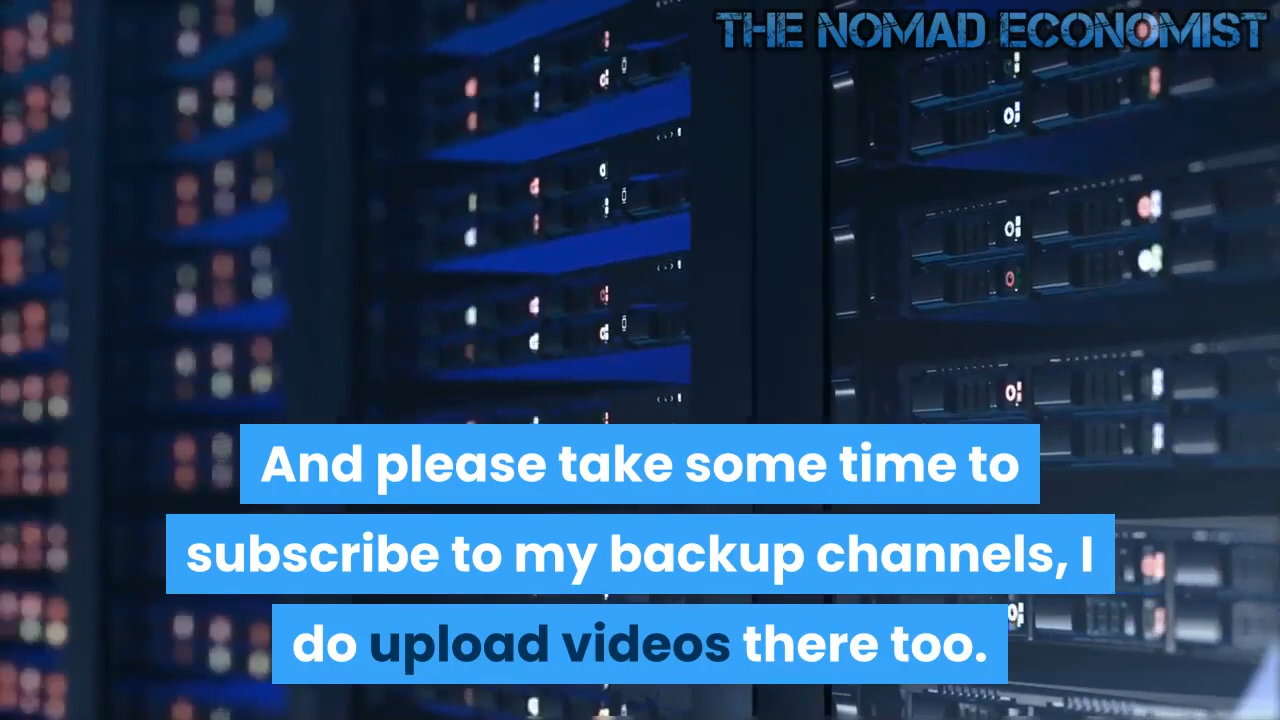 THE NOMAD ECONOMIST
And please take some time to
subscribe to my backup channels, I
do upload videos there too.